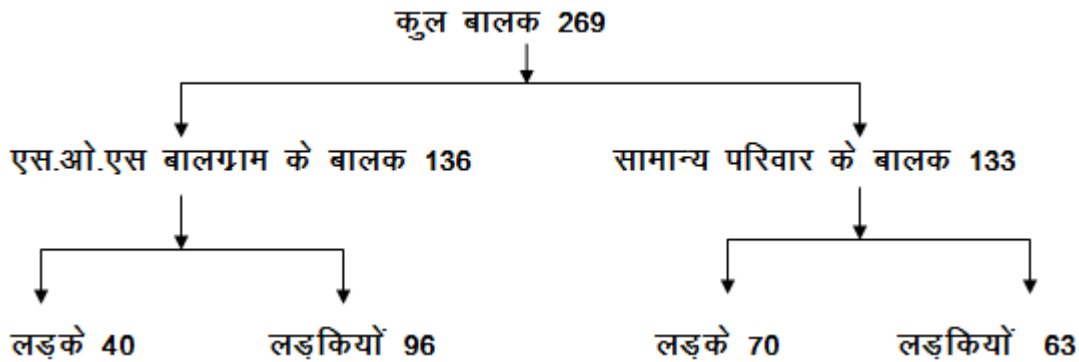 कुल बालक 269
एस.ओ.एस बालग्राम के बालक 136 सामान्य परिवार के बालक 133
लड़के 40 लड़कियों 96 लड़के 70 लड़कियों 63